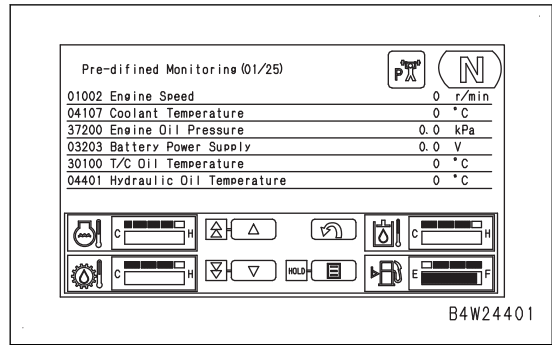 Pre-difined Monitoring (01/25)
P N
01002 Engine Speed 0 r/min
04107 Coolant Temperature 0 °C
37200 Engine Oil Pressure 0.0 kPa
03203 Battery Power Supply 0.0 V
30100 T/C Oil Temperature 0 °C
04401 Hydraulic Oil Temperature 0 °C
C H C H
C H HOLD E F
B4W24401